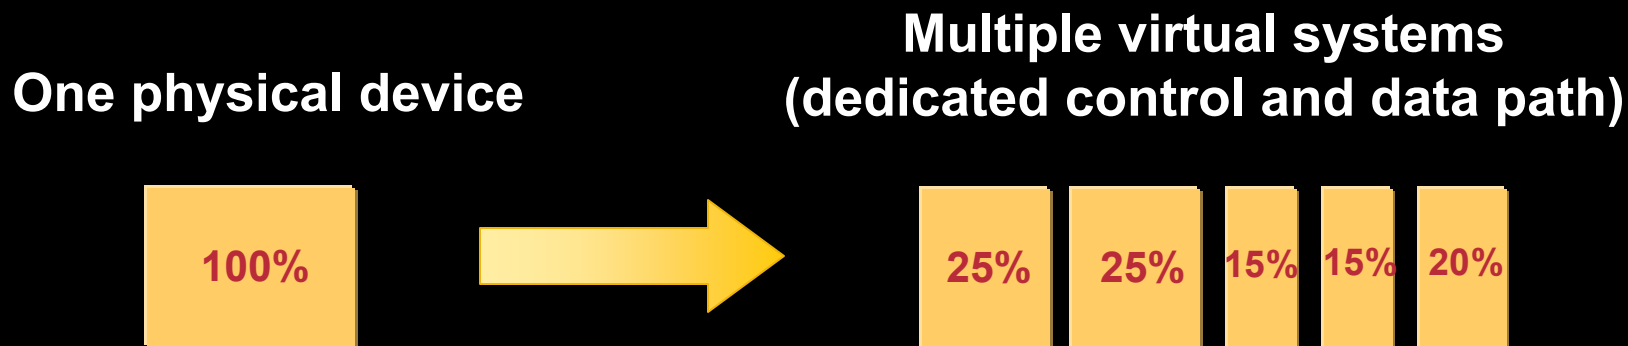 One physical device
Multiple virtual systems
(dedicated control and data path)
100%
25%
25%
15%
15%
20%